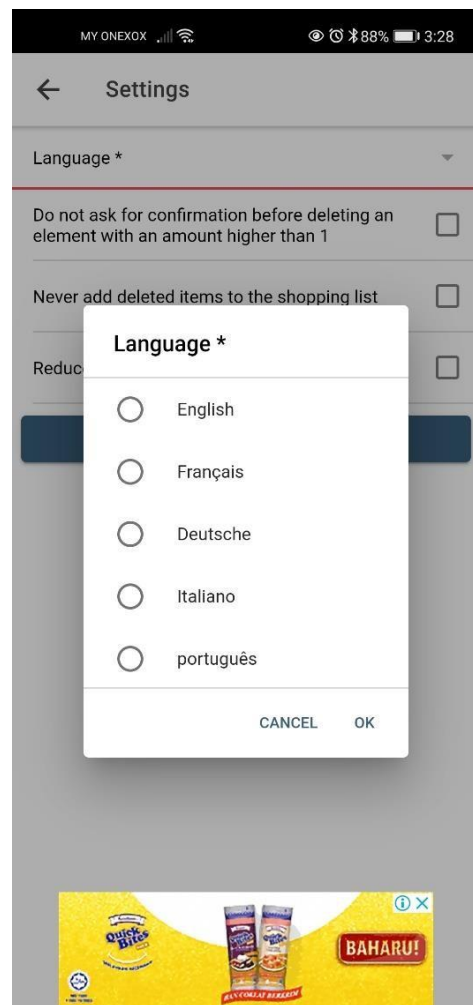 MY ONEXOX 88% 3:28
Settings
Language *
Do not ask for confirmation before deleting an
element with an amount higher than 1
Never add deleted items to the shopping list
Reduc
Language *
English
Français
Deutsche
Italiano
português
CANCEL OK
Quick
Bites
BAHARU!